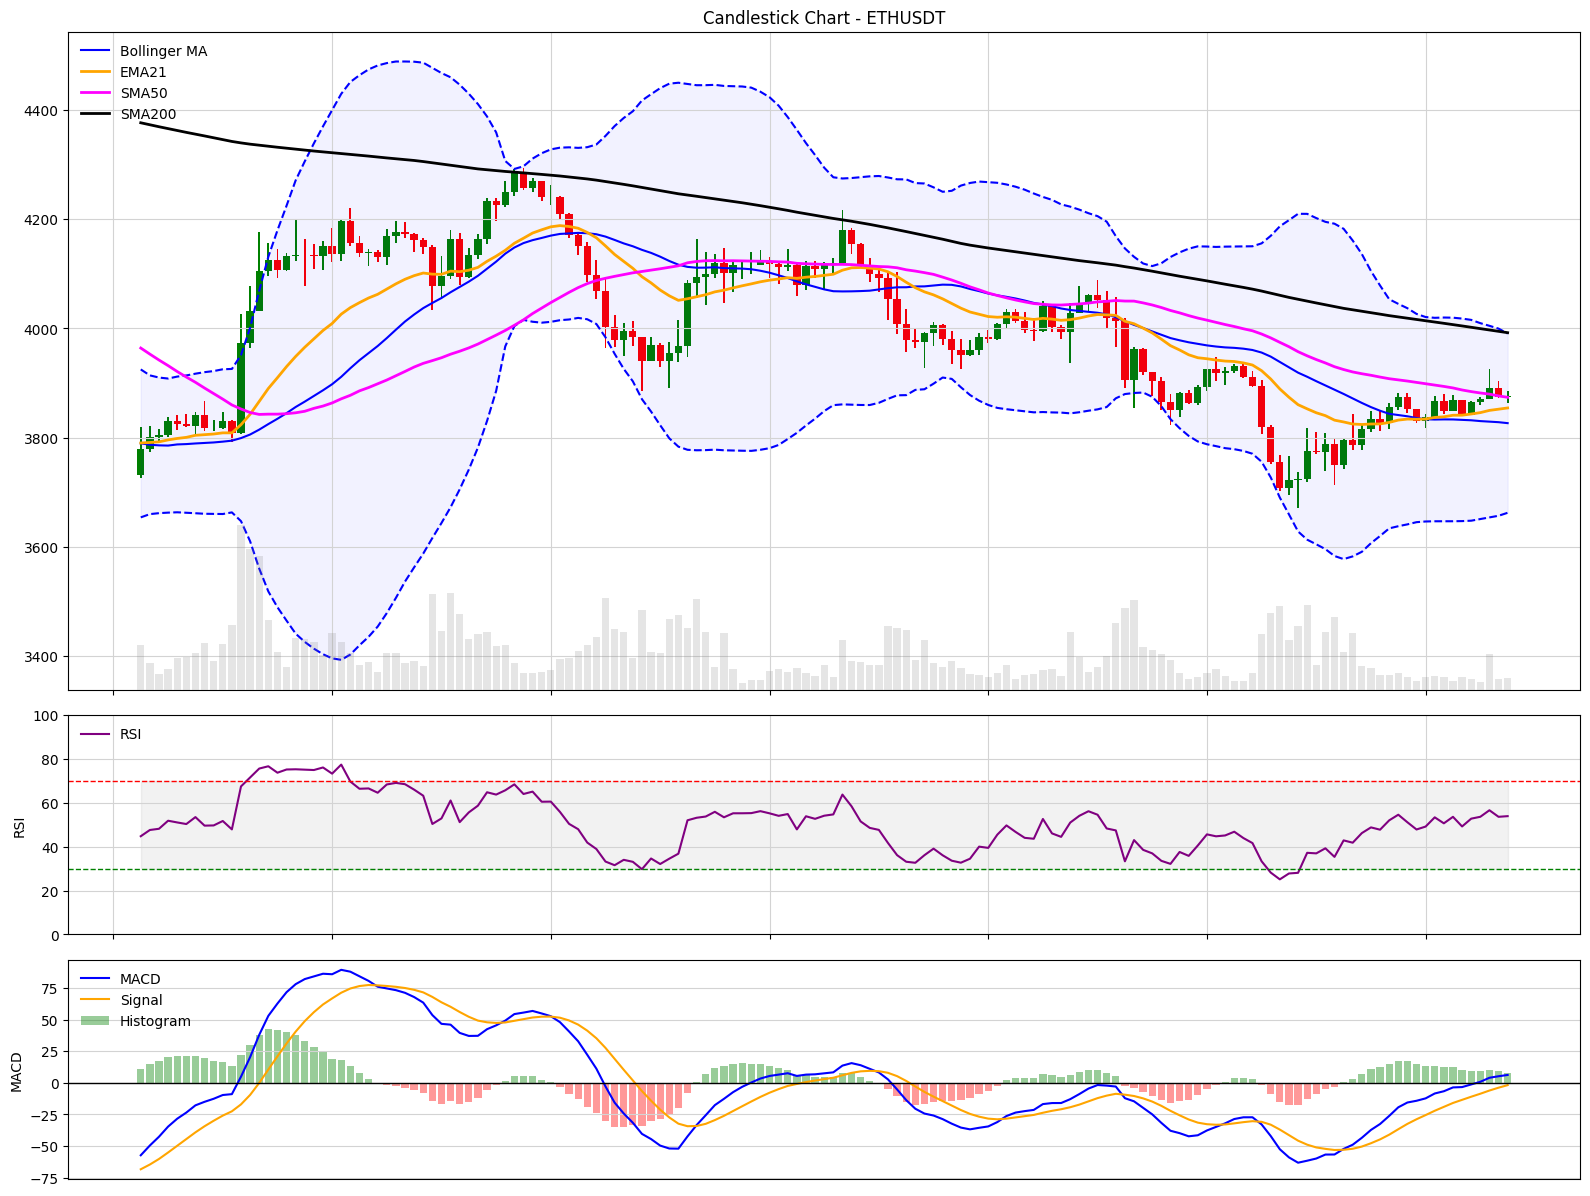 Candlestick Chart - ETHUSDT
Bollinger MA
EMA21
SMA50
SMA200
4400
4200
4000
3800
3600
3400
RSI
100
80
60
40
20
0
RSI
MACD
Signal
Histogram
75
50
25
0
−25
−50
−75
MACD